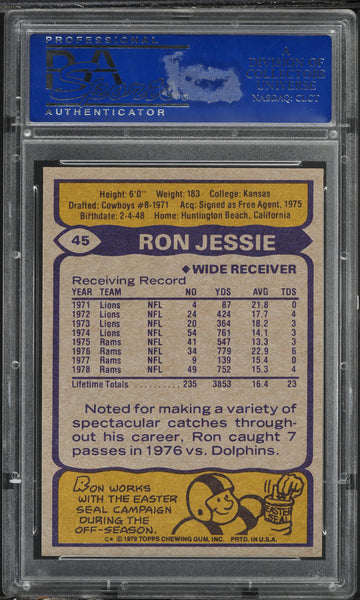 PROFESSIONAL
PSA
Sports
AUTHENTICATOR
A
DIVISION OF
COLLECTORS
UNIVERSE
NASDAQ: CLCT
Height: 6'0" Weight: 183 College: Kansas
Drafted: Cowboys #8-1971 Acq: Signed as Free Agent, 1975
Birthdate: 2-4-48 Home: Huntington Beach, California
45 RON JESSIE
◆WIDE RECEIVER
Receiving Record
YEAR TEAM NO YDS AVG TDS
1971 Lions NFL 4 87 21.8 0
1972 Lions NFL 24 424 17.7 4
1973 Lions NFL 20 364 18.2 3
1974 Lions NFL 54 761 14.1 3
1975 Rams NFL 41 547 13.3 3
1976 Rams NFL 34 779 22.9 6
1977 Rams NFL 9 139 15.4 0
1978 Rams NFL 49 752 15.3 4
Lifetime Totals .......... 235 3853 16.4 23
Noted for making a variety of
spectacular catches through-
out his career, Ron caught 7
passes in 1976 vs. Dolphins.
RON WORKS
WITH THE EASTER
SEAL CAMPAIGN
DURING THE
OFF-SEASON.
EASTER
SEAL
C* © 1979 TOPPS CHEWING GUM, INC. PRTD. IN U.S.A.